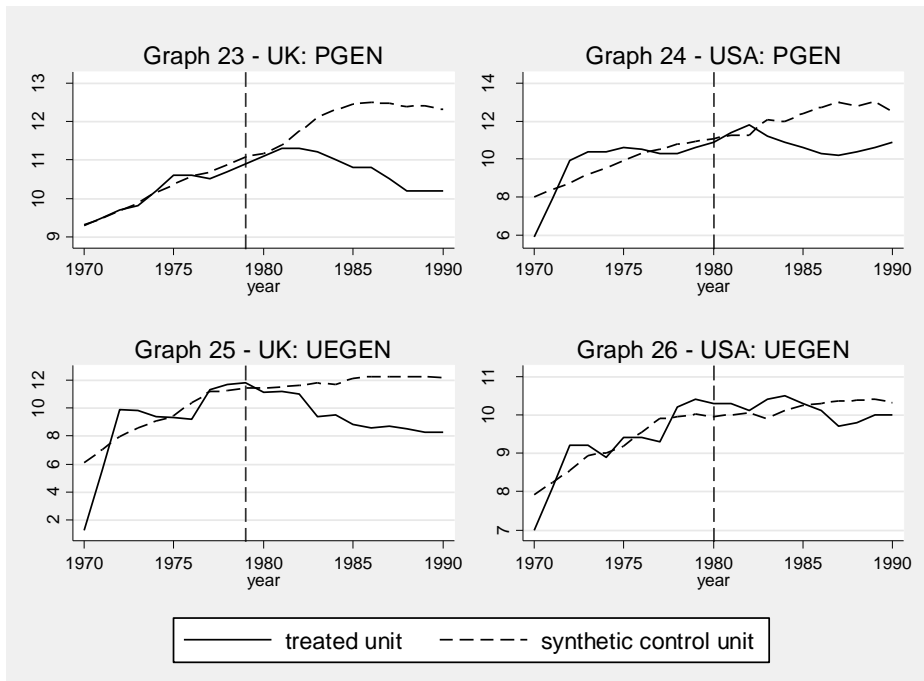 Graph 23 - UK: PGEN
13
12
11
10
9
1970 1975 1980 1985 1990
year
Graph 24 - USA: PGEN
14
12
10
8
6
1970 1975 1980 1985 1990
year
Graph 25 - UK: UEGEN
12
10
8
6
4
2
1970 1975 1980 1985 1990
year
Graph 26 - USA: UEGEN
11
10
9
8
7
1970 1975 1980 1985 1990
year
treated unit synthetic control unit